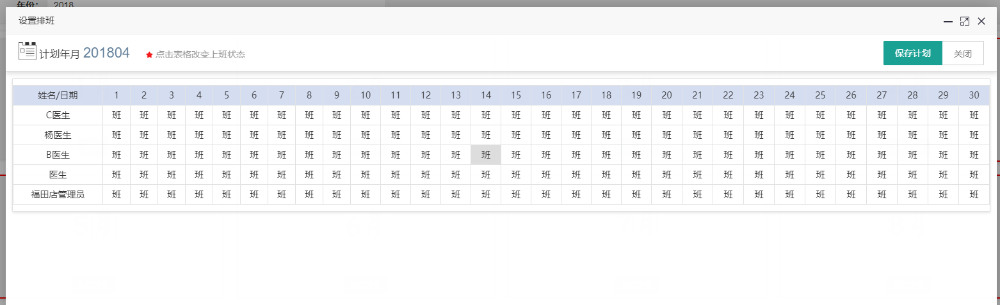 年份: 2018
设置排班
计划年月 201804 点击表格改变上班状态 保存计划 关闭
姓名/日期 1 2 3 4 5 6 7 8 9 10 11 12 13 14 15 16 17 18 19 20 21 22 23 24 25 26 27 28 29 30
C医生 班 班 班 班 班 班 班 班 班 班 班 班 班 班 班 班 班 班 班 班 班 班 班 班 班 班 班 班 班 班
杨医生 班 班 班 班 班 班 班 班 班 班 班 班 班 班 班 班 班 班 班 班 班 班 班 班 班 班 班 班 班 班
B医生 班 班 班 班 班 班 班 班 班 班 班 班 班 班 班 班 班 班 班 班 班 班 班 班 班 班 班 班 班 班
医生 班 班 班 班 班 班 班 班 班 班 班 班 班 班 班 班 班 班 班 班 班 班 班 班 班 班 班 班 班 班
福田店管理员 班 班 班 班 班 班 班 班 班 班 班 班 班 班 班 班 班 班 班 班 班 班 班 班 班 班 班 班 班 班